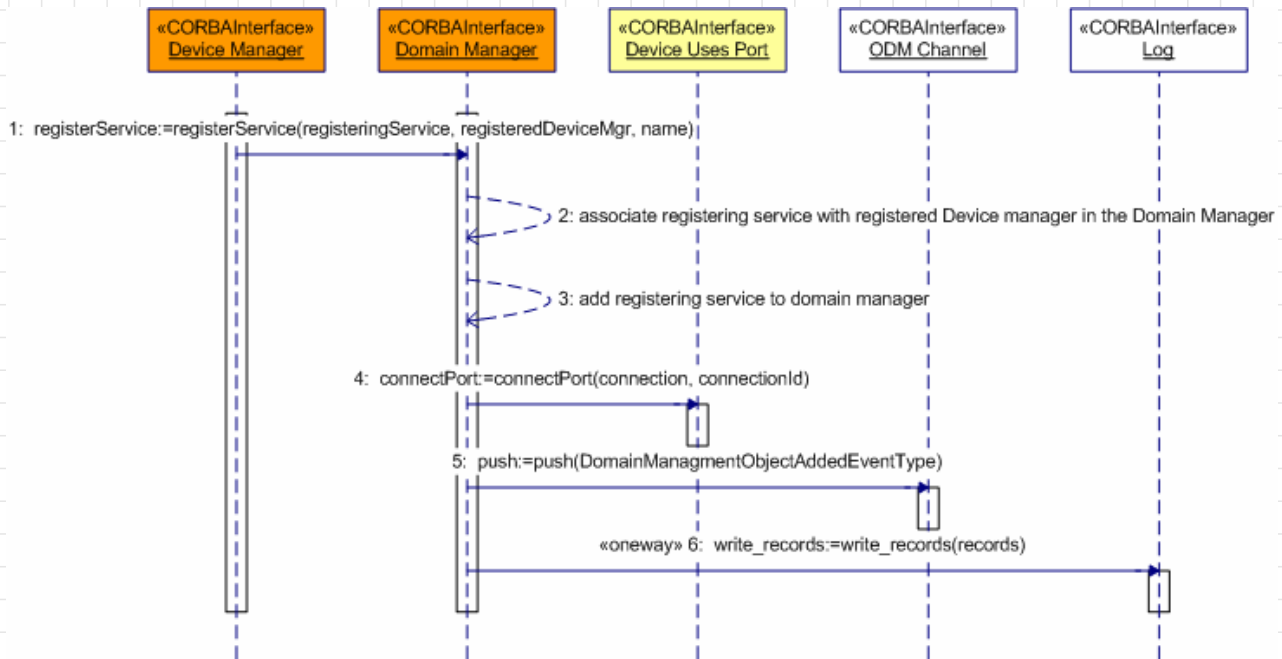 «CORBAInterface» «CORBAInterface» «CORBAInterface» «CORBAInterface» «CORBAInterface»
Device Manager Domain Manager Device Uses Port ODM Channel Log
1: registerService:=registerService(registeringService, registeredDeviceMgr, name)
2: associate registering service with registered Device manager in the Domain Manager
3: add registering service to domain manager
4: connectPort:=connectPort(connection, connectionId)
5: push:=push(DomainManagmentObjectAddedEventType)
«oneway» 6: write_records:=write_records(records)